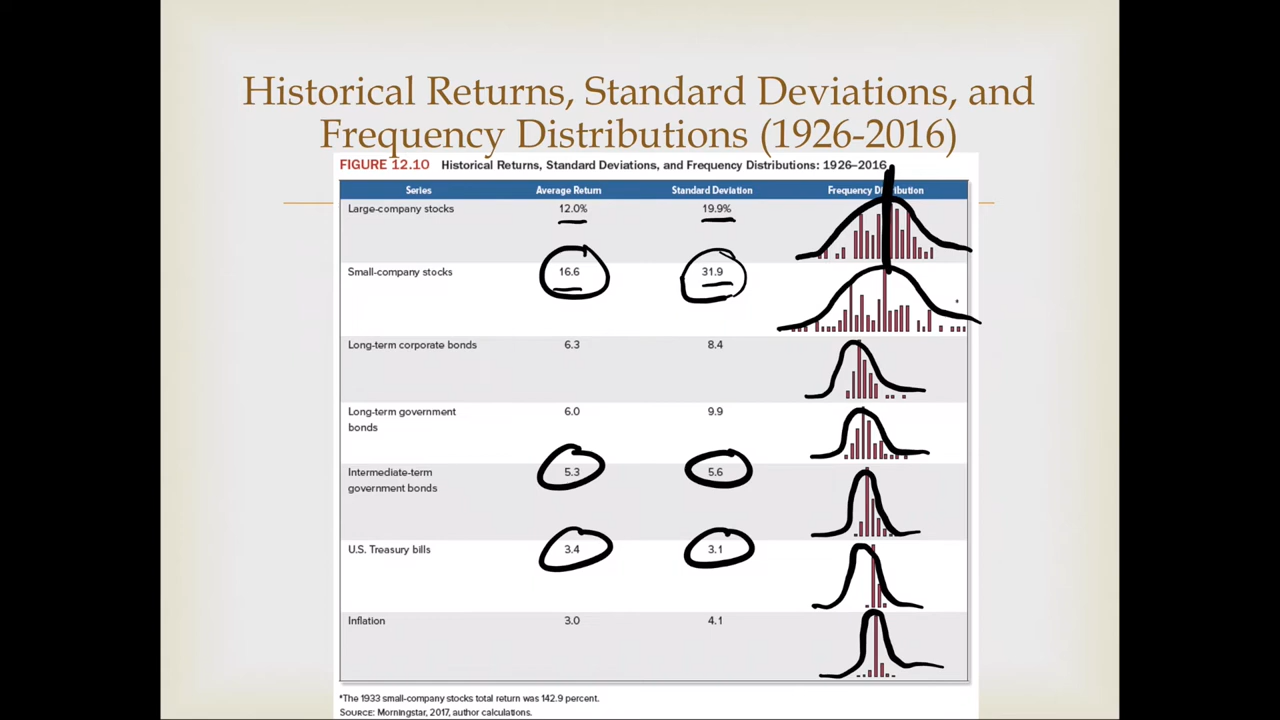 Historical Returns, Standard Deviations, and
Frequency Distributions (1926-2016)
FIGURE 12.10 Historical Returns, Standard Deviations, and Frequency Distributions: 1926–2016
Series Average Return Standard Deviation Frequency Distribution
Large-company stocks 12.0% 19.9%
Small-company stocks 16.6 31.9
Long-term corporate bonds 6.3 8.4
Long-term government 6.0 9.9
bonds
Intermediate-term 5.3 5.6
government bonds
U.S. Treasury bills 3.4 3.1
Inflation 3.0 4.1
*The 1933 small-company stocks total return was 142.9 percent.
SOURCE: Morningstar, 2017, author calculations.